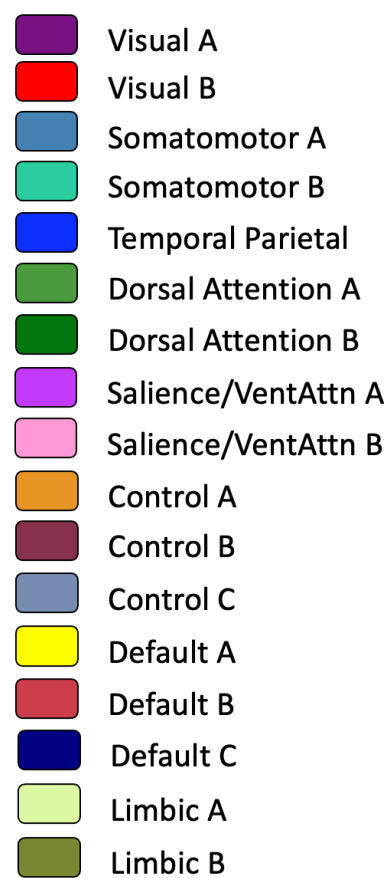 Visual A
Visual B
Somatomotor A
Somatomotor B
Temporal Parietal
Dorsal Attention A
Dorsal Attention B
Salience/VentAttn A
Salience/VentAttn B
Control A
Control B
Control C
Default A
Default B
Default C
Limbic A
Limbic B